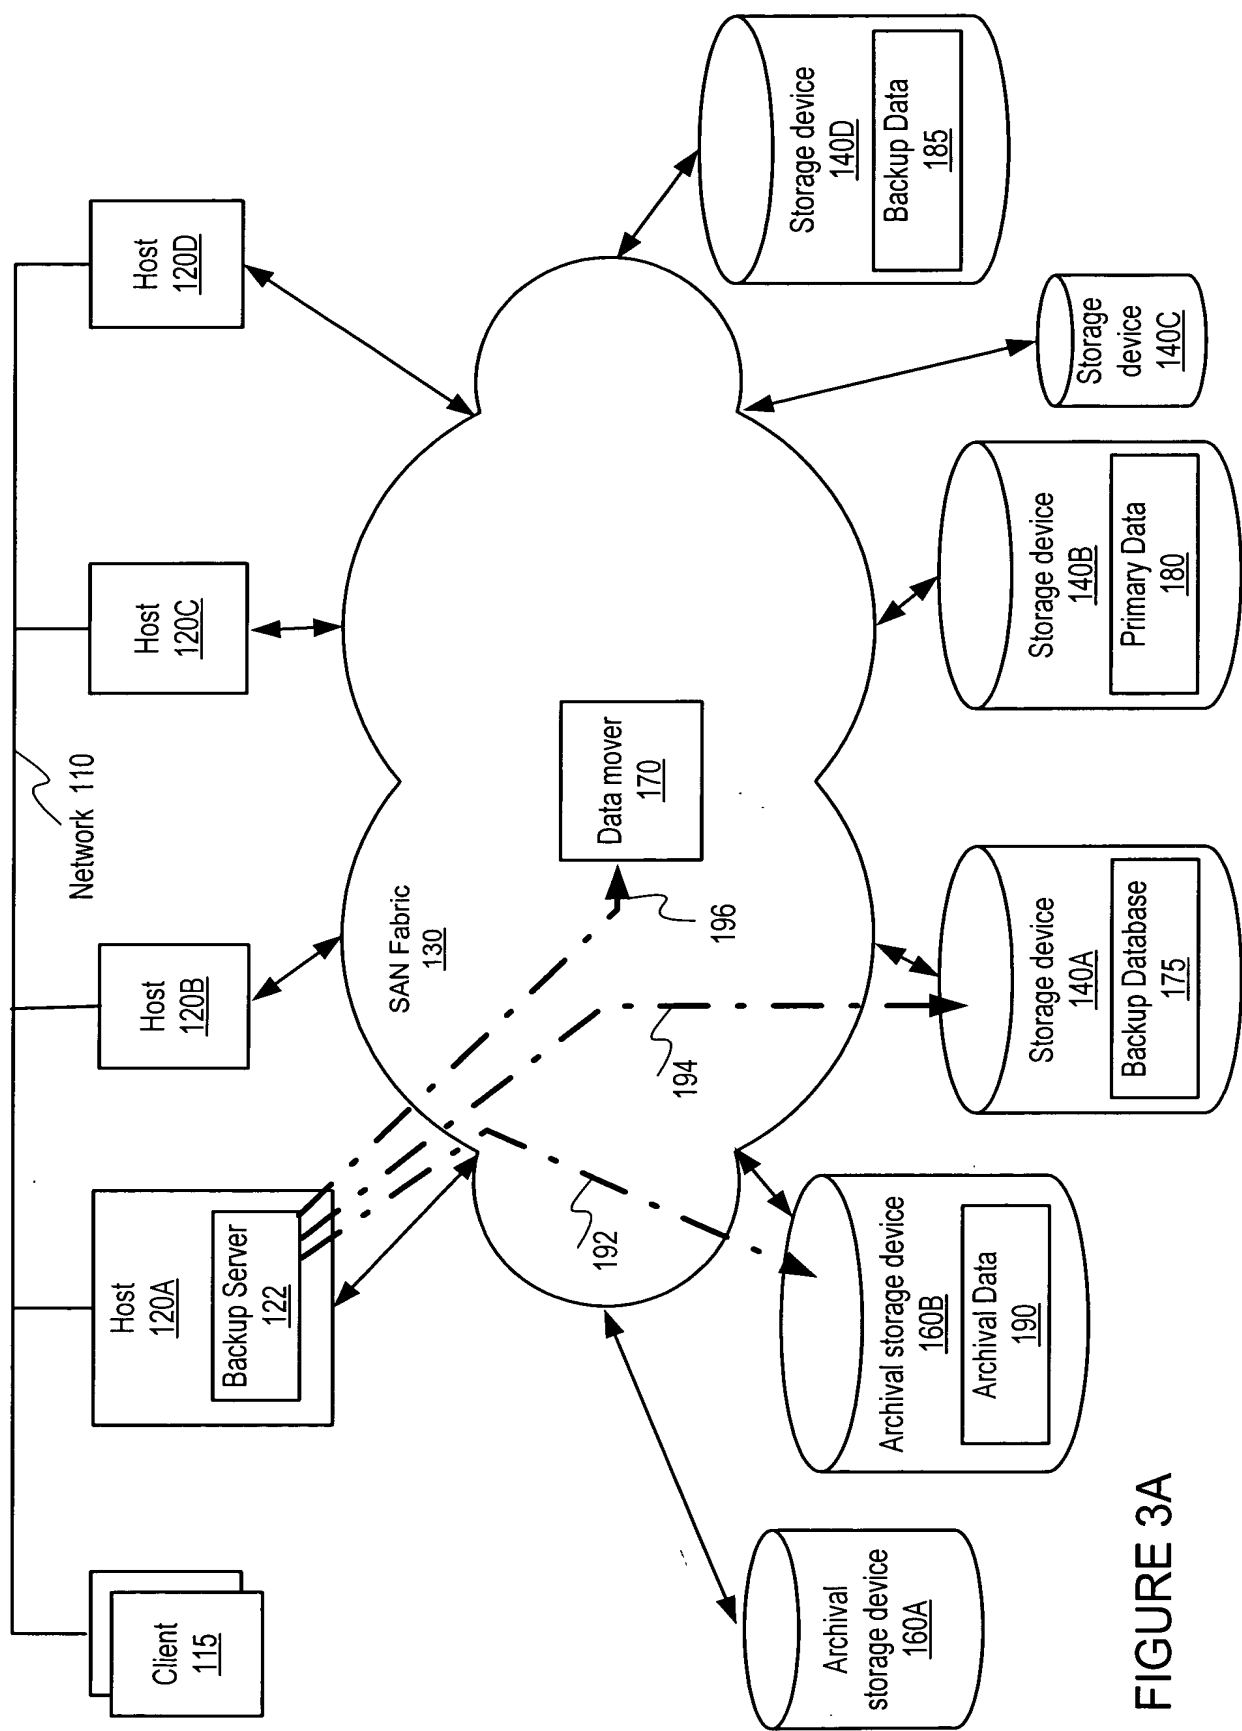 Network 110
Client
115
Host
120A
Backup Server
122
Host
120B
Host
120C
Host
120D
SAN Fabric
130
Data mover
170
196
194
192
Archival
storage device
160A
Archival storage device
160B
Archival Data
190
Storage device
140A
Backup Database
175
Storage device
140B
Primary Data
180
Storage
device
140C
Storage device
140D
Backup Data
185
FIGURE 3A